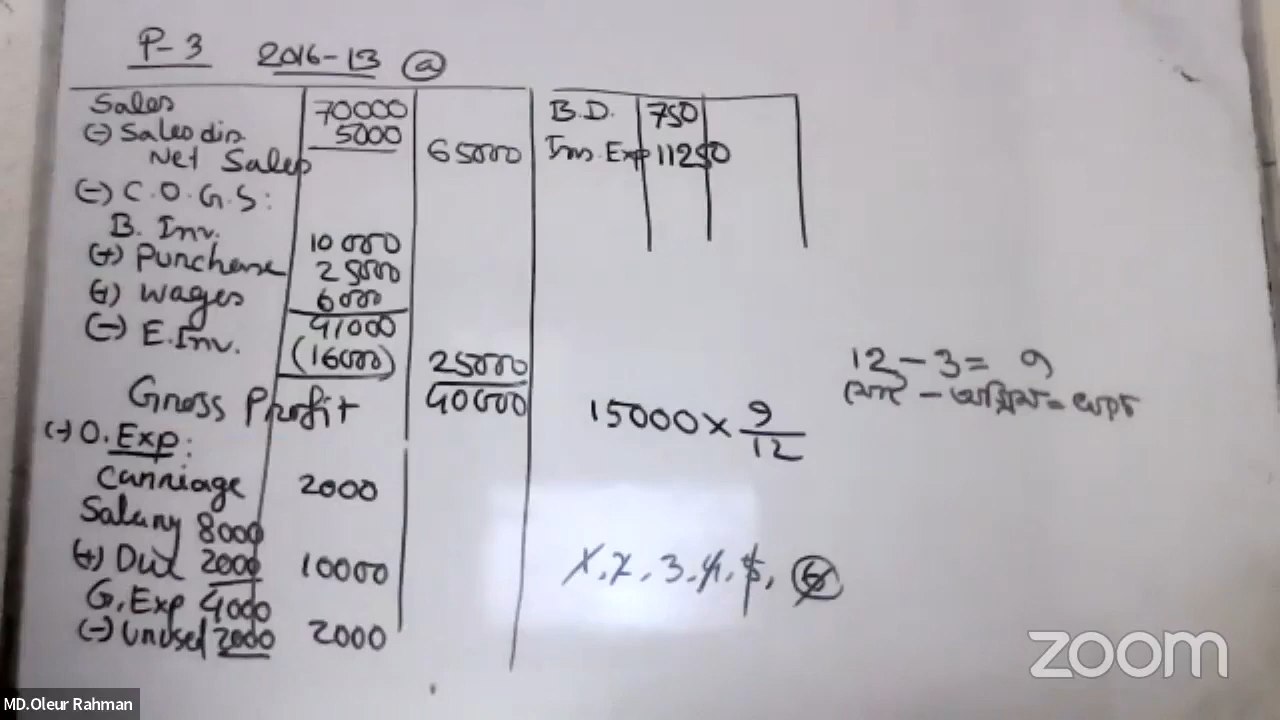 P-3 2016-13 (a)
Sales 70000
(-) Sales dis 5000
Net Sales 65000
(-) C.O.G.S:
B. Inv. 10000
(+) Purchase 25000
(+) Wages 6000
41000
(-) E.Inv. (16000) 25000
Gross Profit 40000
(-) O.Exp:
Carriage 2000
Salary 8000
(+) Due 2000 10000
G.Exp 4000
(-) Unused 2000 2000
B.D. 750
Ins. Exp 11250
12-3= 9
15000 × 9/12
1. 2. 3. 4. 5. 6
zoom
MD.Oleur Rahman